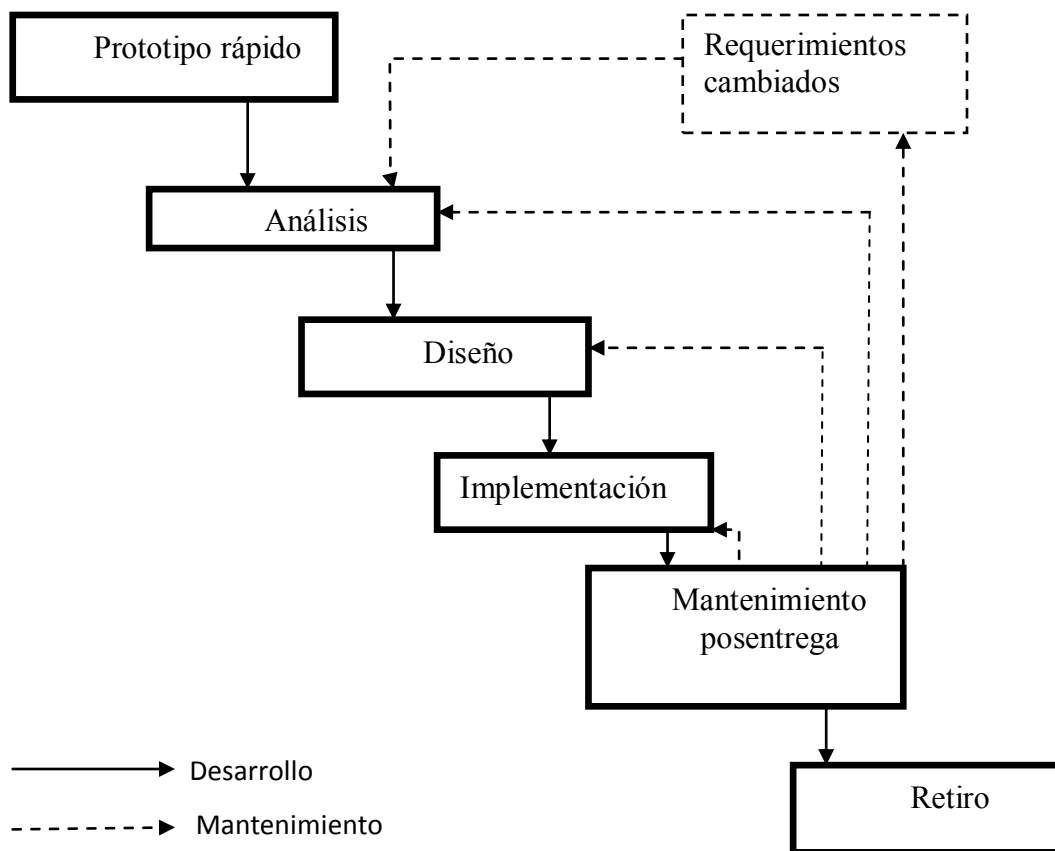 Prototipo rápido
Requerimientos
cambiados
Análisis
Diseño
Implementación
Mantenimiento
posentrega
Desarrollo
Retiro
Mantenimiento